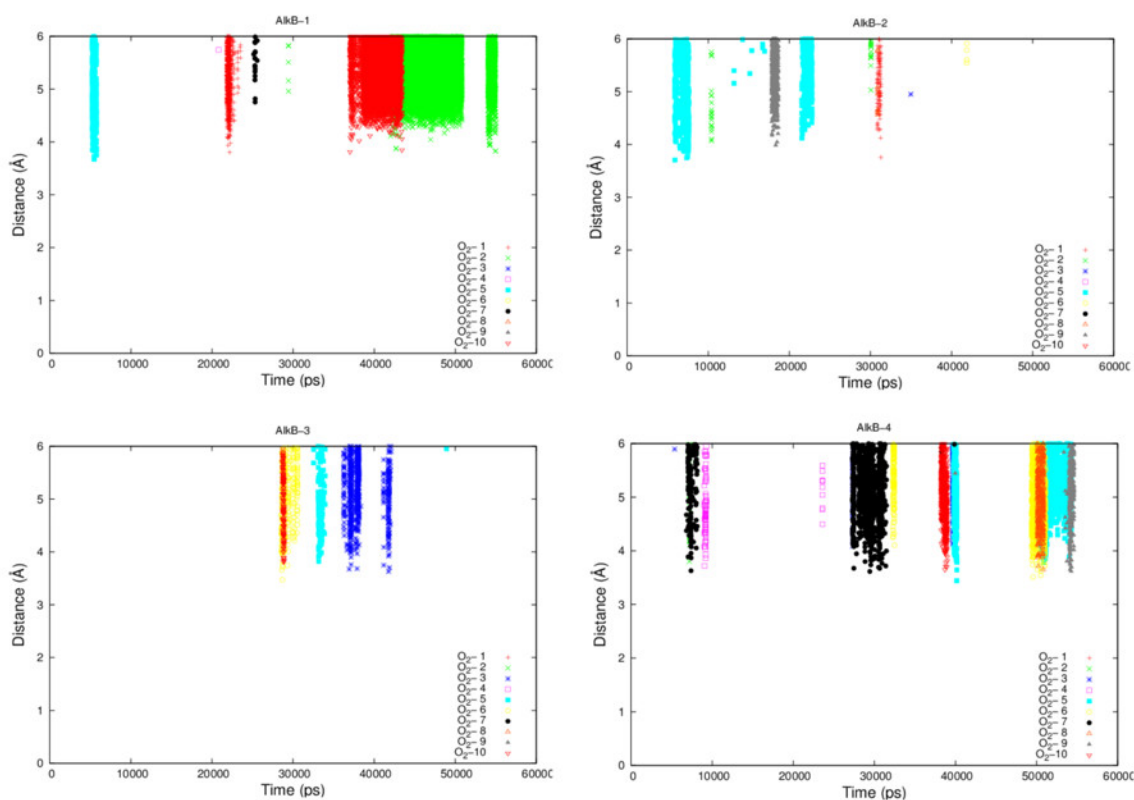 AlkB-1
Distance (Å)
6
5
4
3
2
1
0
O2-1
O2-2
O2-3
O2-4
O2-5
O2-6
O2-7
O2-8
O2-9
O2-10
0 10000 20000 30000 40000 50000 60000
Time (ps)
AlkB-2
Distance (Å)
6
5
4
3
2
1
0
O2-1
O2-2
O2-3
O2-4
O2-5
O2-6
O2-7
O2-8
O2-9
O2-10
0 10000 20000 30000 40000 50000 60000
Time (ps)
AlkB-3
Distance (Å)
6
5
4
3
2
1
0
O2-1
O2-2
O2-3
O2-4
O2-5
O2-6
O2-7
O2-8
O2-9
O2-10
0 10000 20000 30000 40000 50000 60000
Time (ps)
AlkB-4
Distance (Å)
6
5
4
3
2
1
0
O2-1
O2-2
O2-3
O2-4
O2-5
O2-6
O2-7
O2-8
O2-9
O2-10
0 10000 20000 30000 40000 50000 60000
Time (ps)